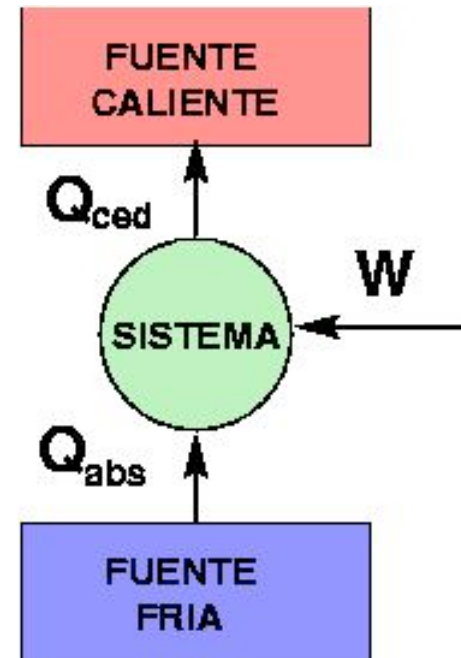 FUENTE
CALIENTE
Qced
W
SISTEMA
Qabs
FUENTE
FRIA